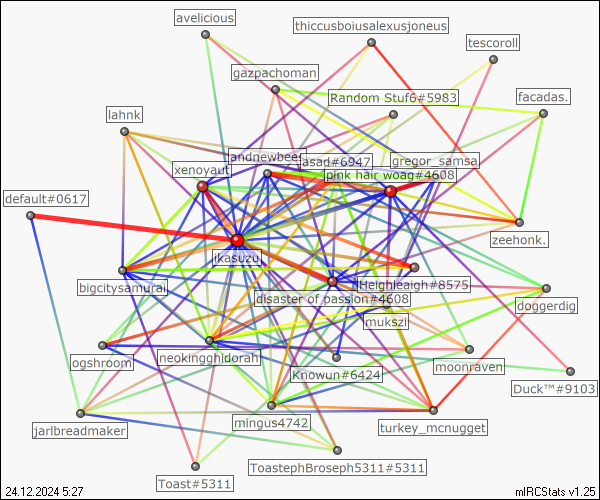 avelicious
thiccusboiusalexusjoneus
tescoroll
gazpachoman
Random Stuf6#5983
facadas.
lahnk
andnewbees
asad#6947
gregor_samsa
xenoyaut
pink hair woag#4608
default#0617
zeehonk.
ikasuzu
bigcitysamurai
Heighleaigh#8575
disaster of passion#4608
doggerdig
mukszi
ogshroom
neokingghidorah
moonraven
Knowun#6424
Duck™#9103
mingus4742
turkey_mcnugget
jarlbreadmaker
ToastephBroseph5311#5311
Toast#5311
24.12.2024 5:27
mIRCStats v1.25